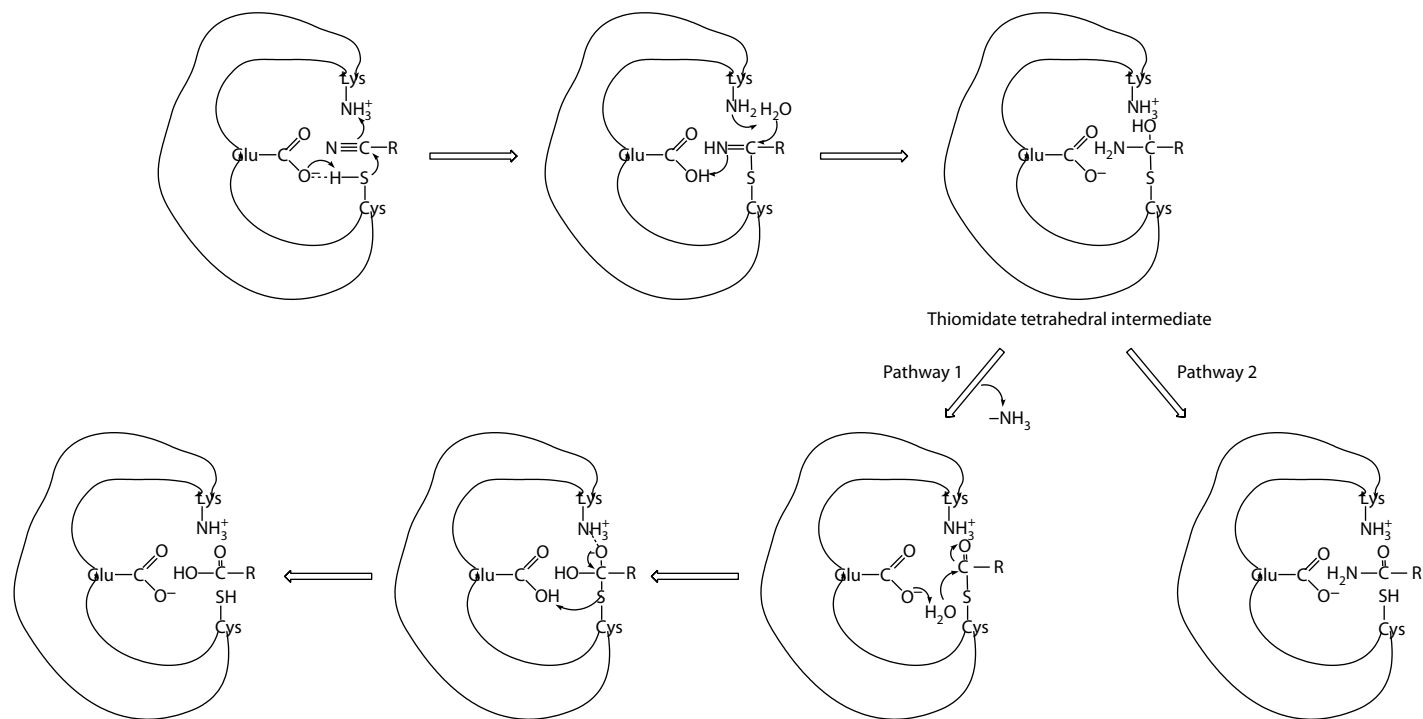 Lys Lys Lys
NH3+ NH2 H2O NH3+
HO
O O O
Glu C N C R Glu C HN C R Glu C H2N C R
O− H S OH S O− S
Cys Cys Cys
Thiomidate tetrahedral intermediate
Pathway 1 Pathway 2
−NH3
Lys Lys Lys Lys
NH3+ NH3+ NH3+ NH3+
O O O O O O O O
Glu C HO C R Glu C HO C R Glu C C R Glu C H2N C R
O− SH OH S O− H2O S O− SH
Cys Cys Cys Cys